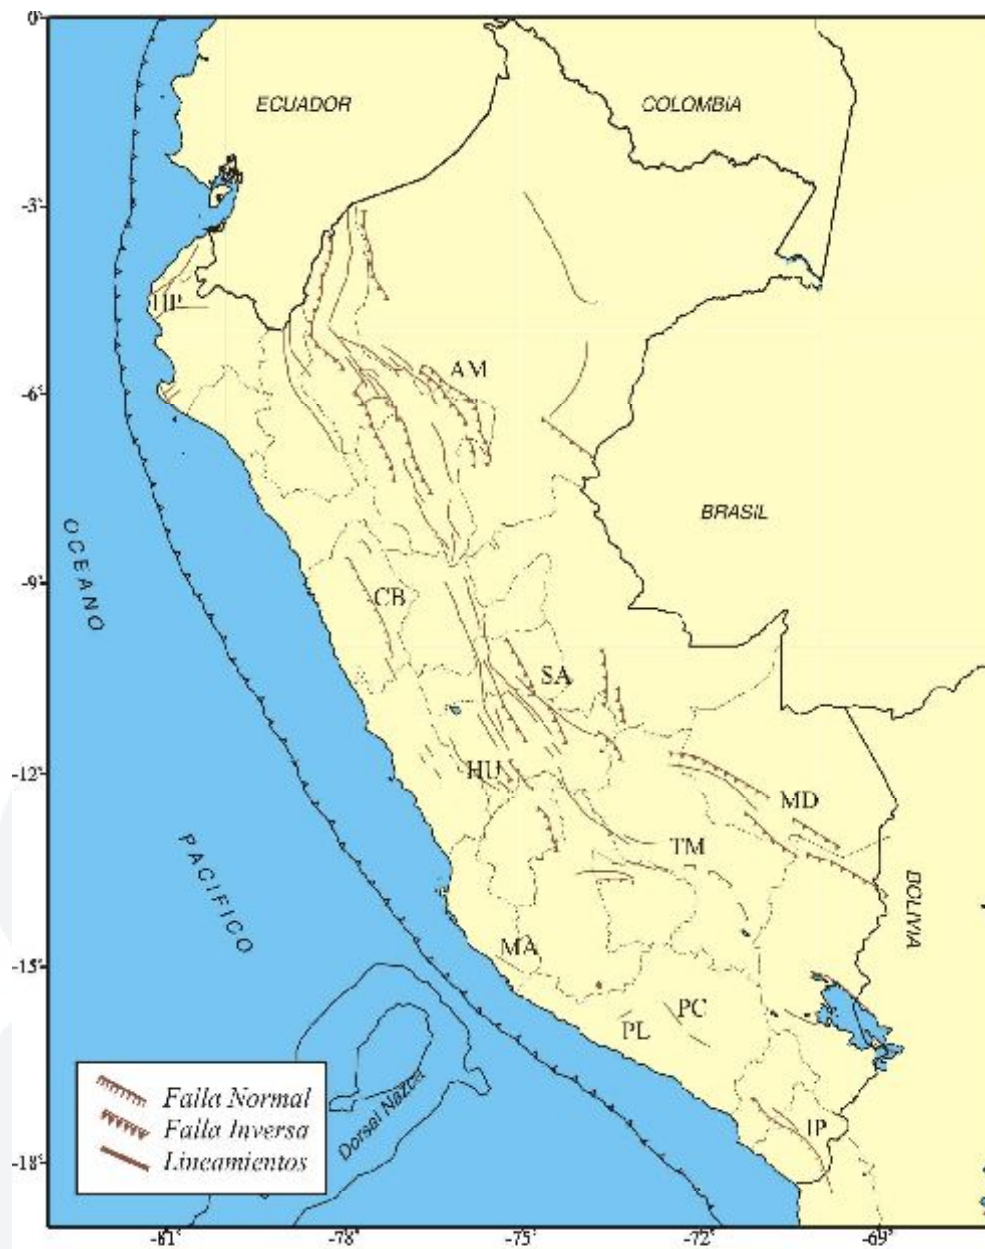 0°
ECUADOR
COLOMBIA
-3°
HP
AM
-6°
BRASIL
OCEANO
-9°
CB
SA
-12°
HU
MD
TM
PACIFICO
BOLIVIA
MA
-15°
PC
PL
Dorsal Nazca
Falla Normal
Falla Inversa
IP
Lineamientos
-18°
-81° -78° -75° -72° -69°